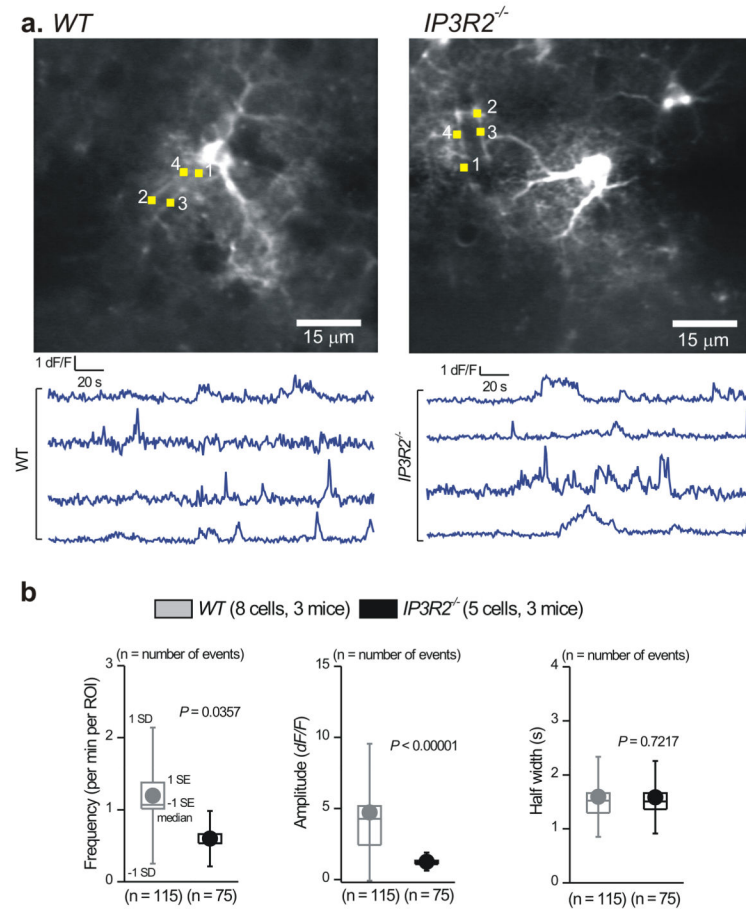 a. WT
IP3R2-/-
2
4 1
2 3
15 μm
2
4 3
1
15 μm
1 dF/F
20 s
WT
1 dF/F
20 s
IP3R2-/-
b
WT (8 cells, 3 mice) IP3R2-/- (5 cells, 3 mice)
(n = number of events)
Frequency (per min per ROI)
3
2
1
0
1 SD
P = 0.0357
1 SE
-1 SE
median
-1 SD
(n = 115) (n = 75)
(n = number of events)
Amplitude (dF/F)
15
10
5
0
P < 0.00001
(n = 115) (n = 75)
(n = number of events)
Half width (s)
4
3
2
1
0
P = 0.7217
(n = 115) (n = 75)